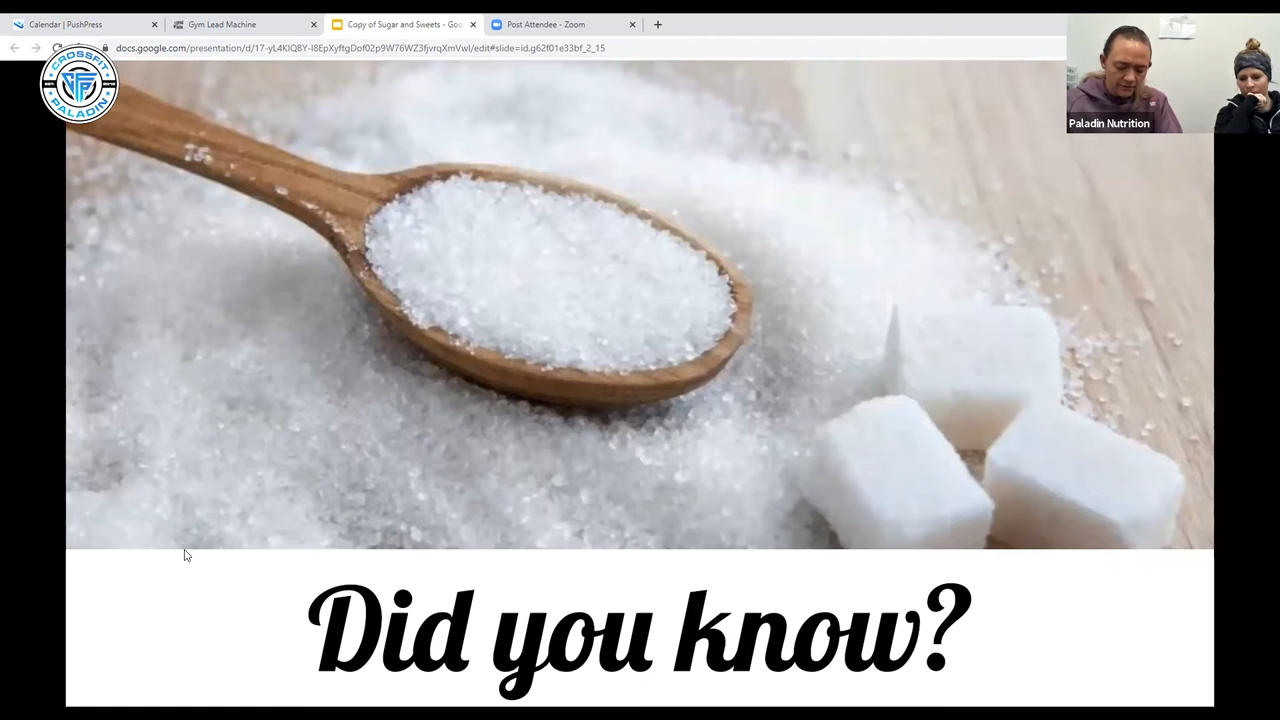 Calendar | PushPress
Gym Lead Machine
Copy of Sugar and Sweets - Goo
Post Attendee - Zoom
docs.google.com/presentation/d/17-yL4KlQ8Y-I8EpXyftgDof02p9W76WZ3fjvrqXmVwI/edit#slide=id.g62f01e33bf_2_15
CROSSFIT
PALADIN
Paladin Nutrition
Did you know?